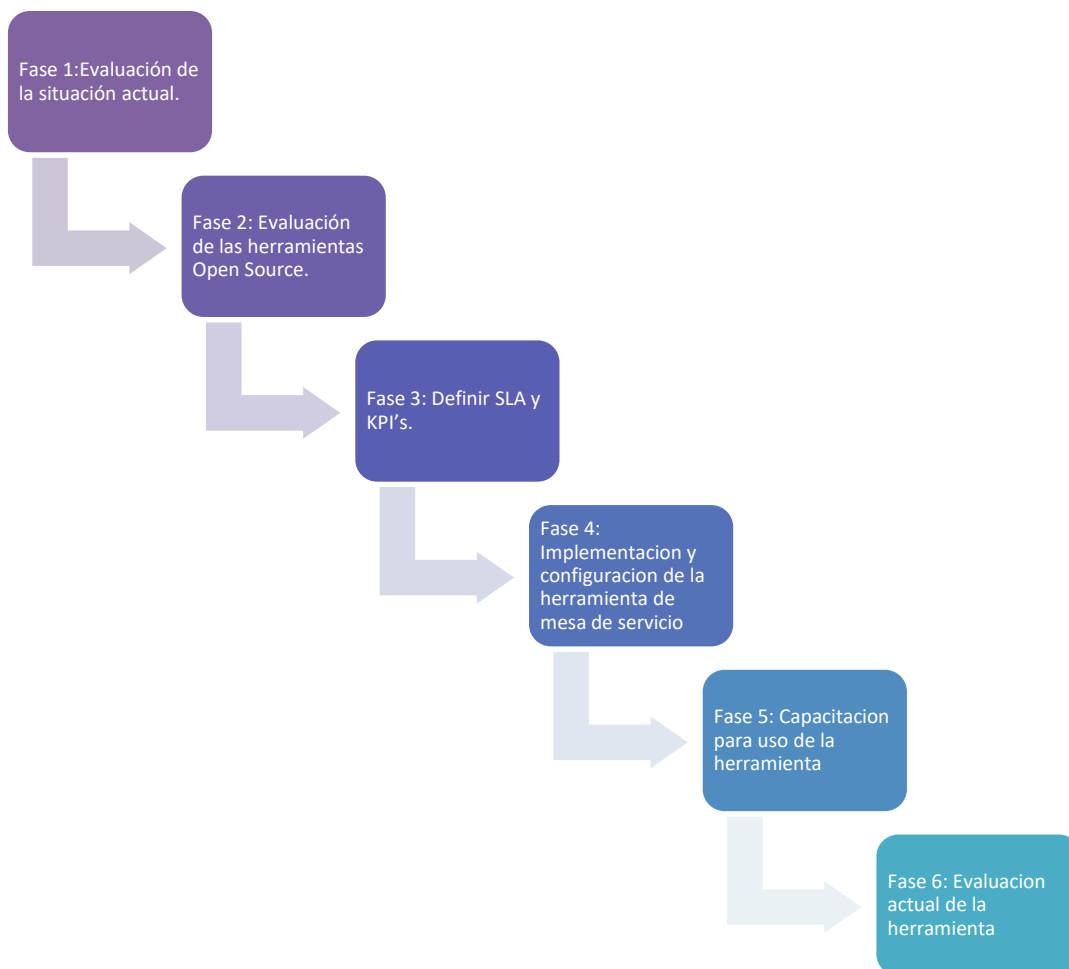 Fase 1:Evaluación de
la situación actual.
Fase 2: Evaluación
de las herramientas
Open Source.
Fase 3: Definir SLA y
KPI’s.
Fase 4:
Implementacion y
configuracion de la
herramienta de
mesa de servicio
Fase 5: Capacitacion
para uso de la
herramienta
Fase 6: Evaluacion
actual de la
herramienta